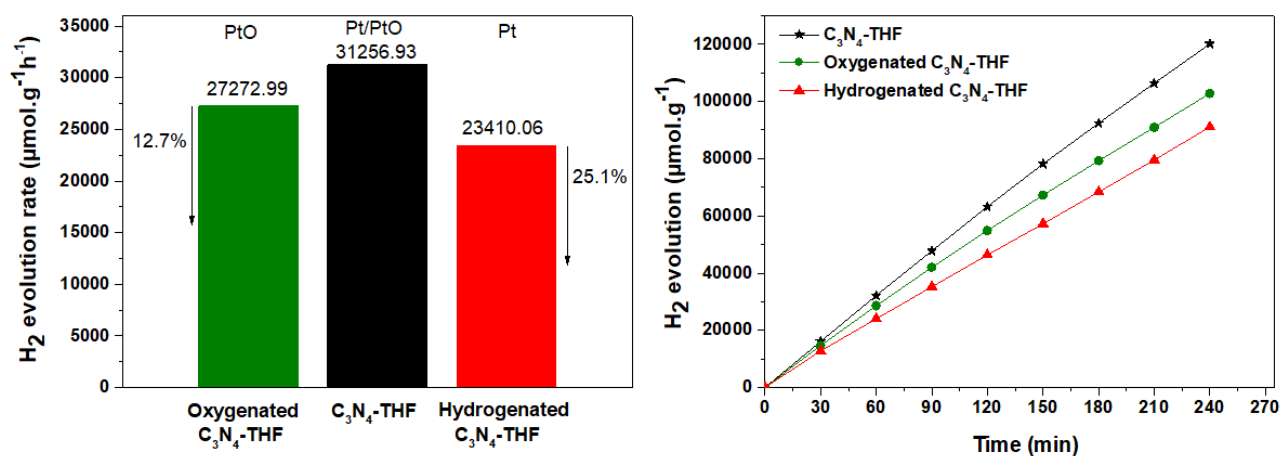 H₂ evolution rate (µmol.g⁻¹h⁻¹)
35000
30000
25000
20000
15000
10000
5000
0
PtO
Pt/PtO
Pt
27272.99
31256.93
23410.06
12.7%
25.1%
Oxygenated
C₃N₄-THF
C₃N₄-THF
Hydrogenated
C₃N₄-THF
H₂ evolution (µmol.g⁻¹)
120000
100000
80000
60000
40000
20000
0
C₃N₄-THF
Oxygenated C₃N₄-THF
Hydrogenated C₃N₄-THF
0 30 60 90 120 150 180 210 240 270
Time (min)